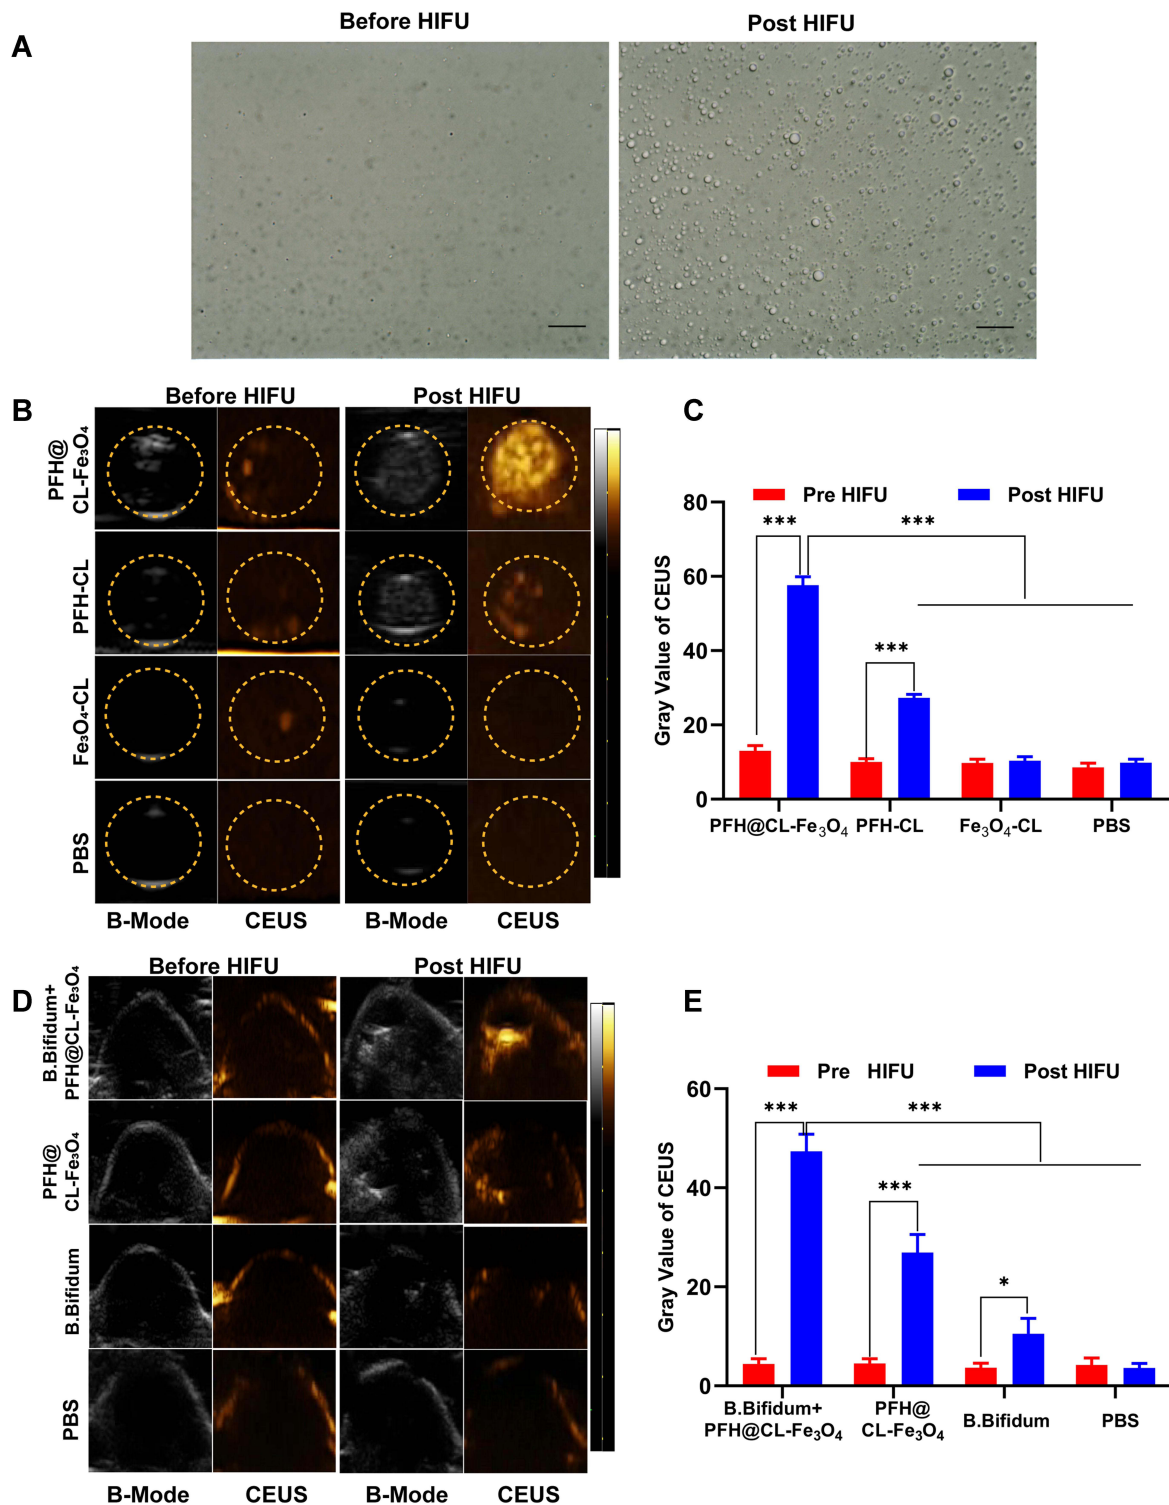 A
Before HIFU
Post HIFU
B
Before HIFU
Post HIFU
PFH@
CL-Fe₃O₄
PFH-CL
Fe₃O₄-CL
PBS
B-Mode
CEUS
B-Mode
CEUS
C
Pre HIFU
Post HIFU
Gray Value of CEUS
80
60
40
20
0
***
***
***
PFH@CL-Fe₃O₄
PFH-CL
Fe₃O₄-CL
PBS
D
Before HIFU
Post HIFU
B.Bifidum+
PFH@CL-Fe₃O₄
PFH@
CL-Fe₃O₄
B.Bifidum
PBS
B-Mode
CEUS
B-Mode
CEUS
E
Pre HIFU
Post HIFU
Gray Value of CEUS
60
40
20
0
***
***
***
*
B.Bifidum+
PFH@CL-Fe₃O₄
PFH@
CL-Fe₃O₄
B.Bifidum
PBS